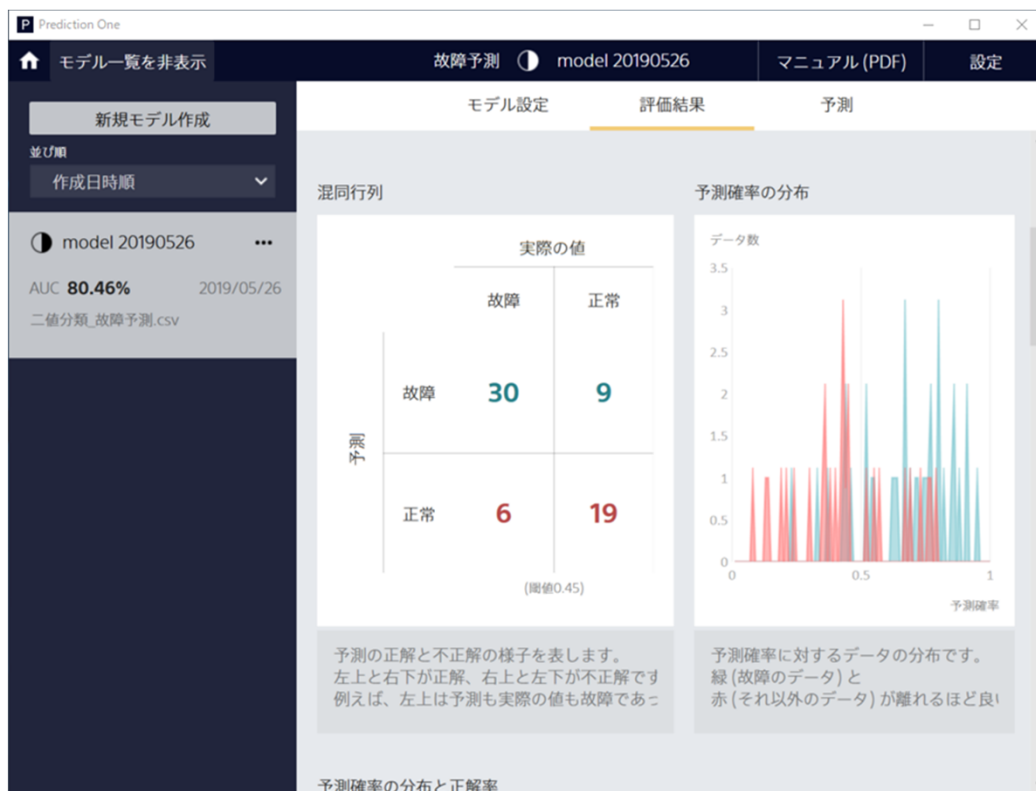 Prediction One
モデル一覧を非表示
故障予測 model 20190526
マニュアル (PDF)
設定
新規モデル作成
並び順
作成日時順
model 20190526
AUC 80.46% 2019/05/26
二値分類_故障予測.csv
モデル設定
評価結果
予測
混同行列
実際の値
故障 正常
予測
故障 30 9
正常 6 19
(閾値0.45)
予測の正解と不正解の様子を表します。
左上と右下が正解、右上と左下が不正解です
例えば、左上は予測も実際の値も故障であっ
予測確率の分布
データ数
3.5
3
2.5
2
1.5
1
0.5
0
0 0.5 1
予測確率
予測確率に対するデータの分布です。
緑 (故障のデータ) と
赤 (それ以外のデータ) が離れるほど良い
予測確率の分布と正解率